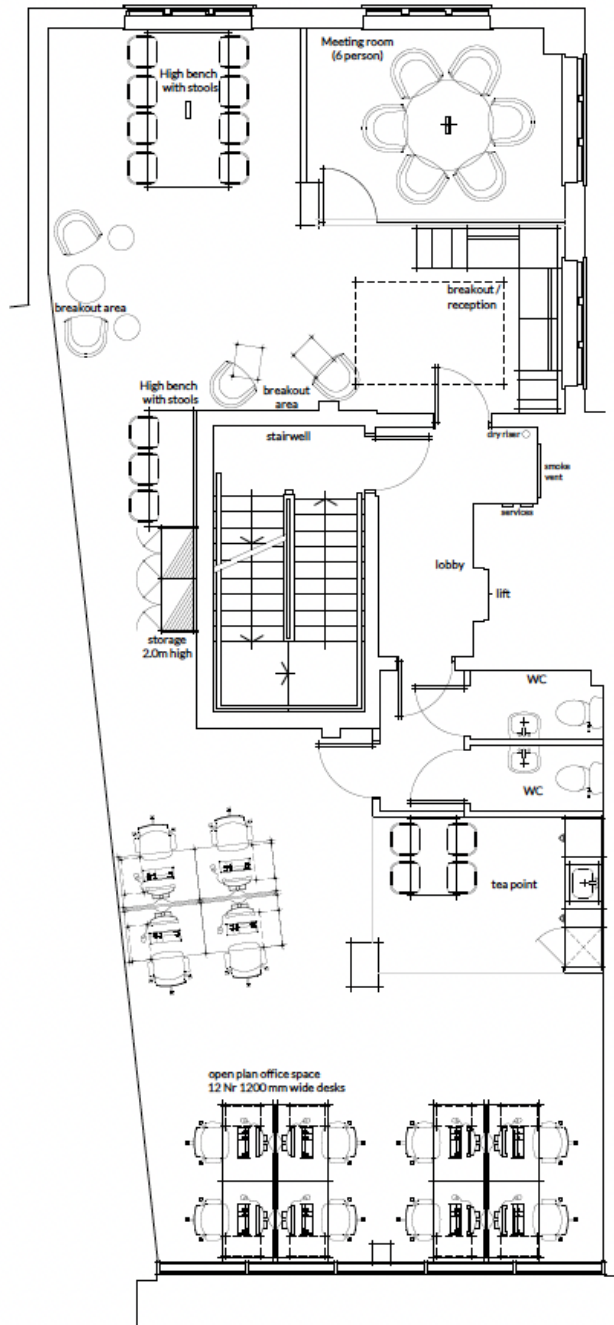 Meeting room
(6 person)
High bench
with stools
breakout /
reception
breakout area
High bench
with stools
breakout
area
stairwell
dry riser
smoke
vent
services
lobby
lift
storage
2.0m high
WC
WC
tea point
open plan office space
12 Nr 1200 mm wide desks